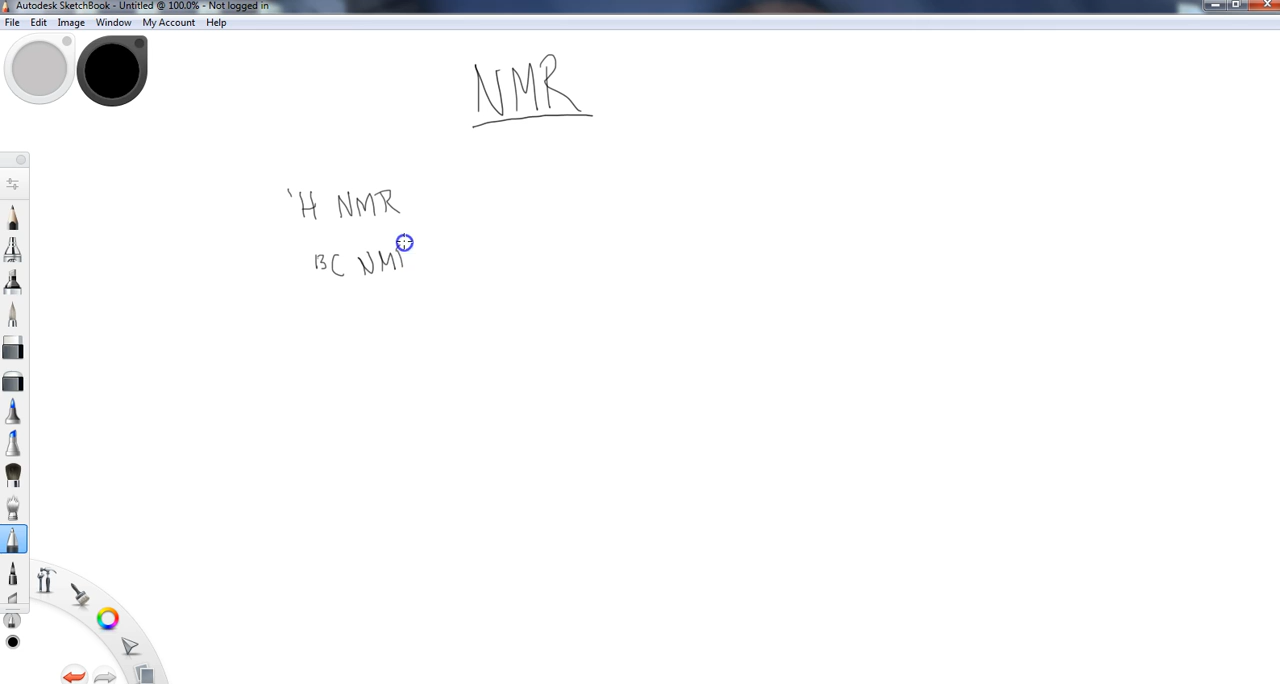 Autodesk SketchBook - Untitled @ 100.0% - Not logged in
File Edit Image Window My Account Help
NMR
¹H NMR
¹³C NM